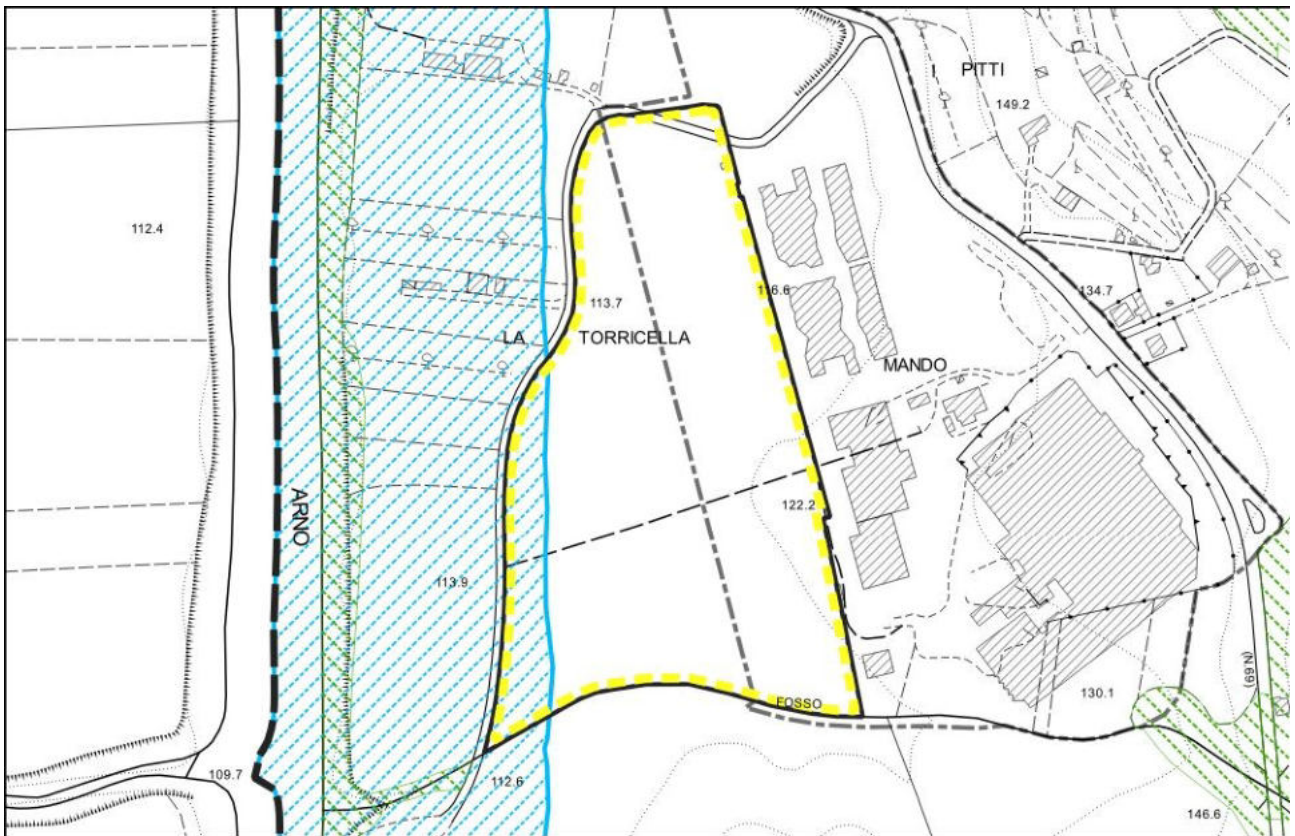 PITTI
149.2
112.4
134.7
116.6
113.7
LA TORRICELLA
MANDO
122.2
ARNO
113.9
(N 69)
130.1
FOSSO
109.7
112.6
146.6